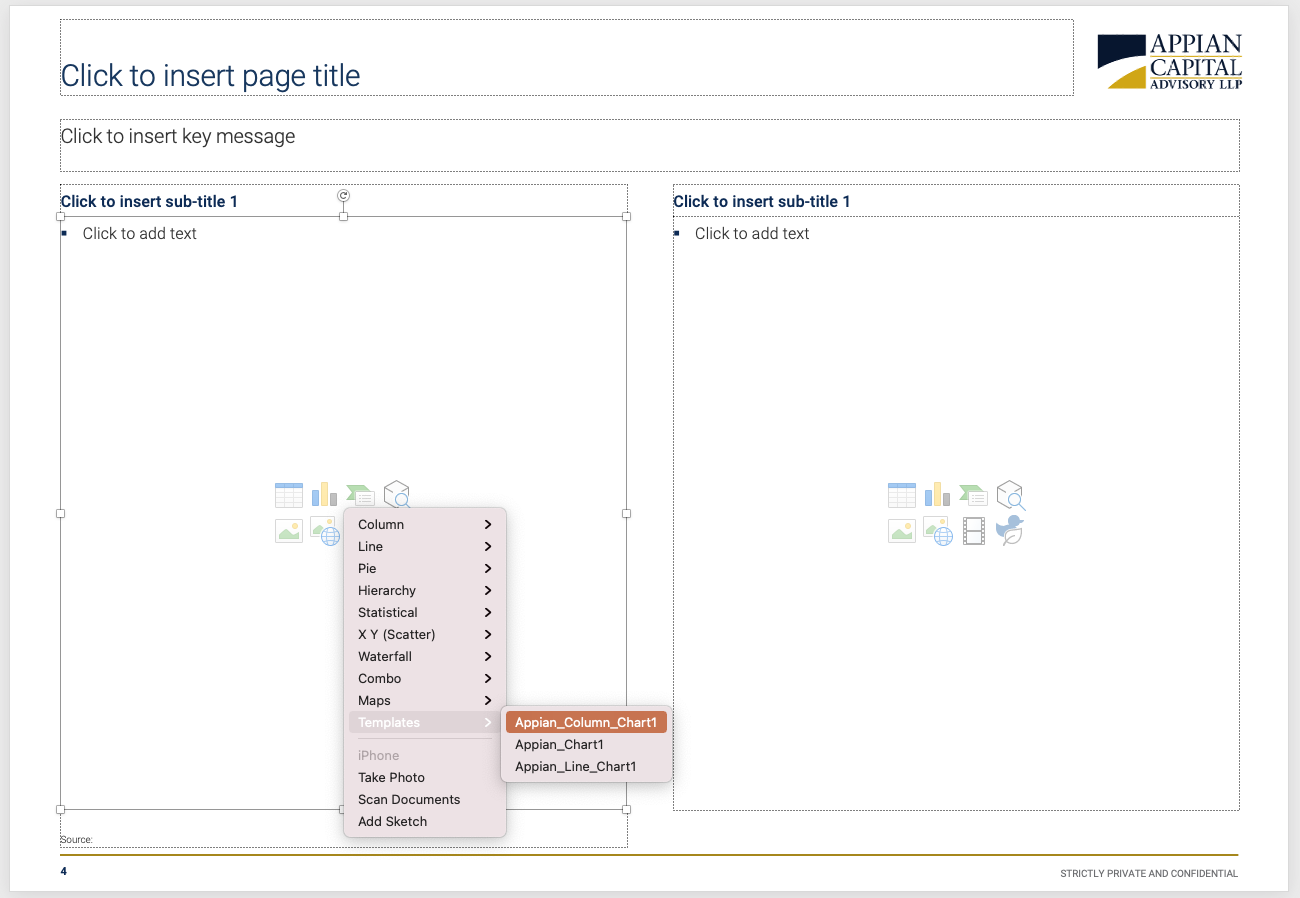 Click to insert page title
APPIAN
CAPITAL
ADVISORY LLP
Click to insert key message
Click to insert sub-title 1
Click to add text
Click to insert sub-title 1
Click to add text
Column
Line
Pie
Hierarchy
Statistical
X Y (Scatter)
Waterfall
Combo
Maps
Templates
Appian_Column_Chart1
Appian_Chart1
Appian_Line_Chart1
iPhone
Take Photo
Scan Documents
Add Sketch
Source:
4
STRICTLY PRIVATE AND CONFIDENTIAL